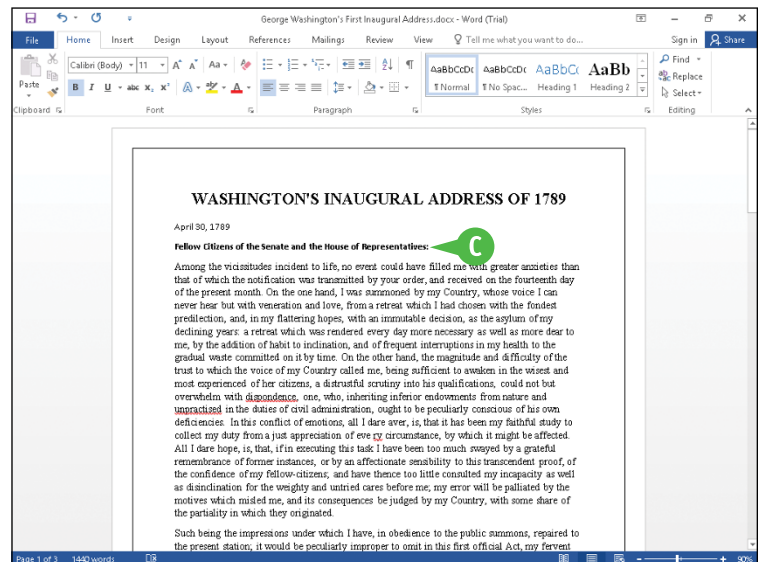 George Washington's First Inaugural Address.docx - Word (Trial)
File Home Insert Design Layout References Mailings Review View Tell me what you want to do... Sign in Share
Calibri (Body) 11 A A Aa
Paste
B I U abc X₂ X² A aby A
AaBbCcDc AaBbCcDc AaBbCc AaBb
¶ Normal ¶ No Spac... Heading 1 Heading 2
Find
Replace
Select
Clipboard Font Paragraph Styles Editing
WASHINGTON'S INAUGURAL ADDRESS OF 1789
April 30, 1789
Fellow Citizens of the Senate and the House of Representatives:
C
Among the vicissitudes incident to life, no event could have filled me with greater anxieties than
that of which the notification was transmitted by your order, and received on the fourteenth day
of the present month. On the one hand, I was summoned by my Country, whose voice I can
never hear but with veneration and love, from a retreat which I had chosen with the fondest
predilection, and, in my flattering hopes, with an immutable decision, as the asylum of my
declining years: a retreat which was rendered every day more necessary as well as more dear to
me, by the addition of habit to inclination, and of frequent interruptions in my health to the
gradual waste committed on it by time. On the other hand, the magnitude and difficulty of the
trust to which the voice of my Country called me, being sufficient to awaken in the wisest and
most experienced of her citizens, a distrustful scrutiny into his qualifications, could not but
overwhelm with dispondence, one, who, inheriting inferior endowments from nature and
unpractised in the duties of civil administration, ought to be peculiarly conscious of his own
deficiencies. In this conflict of emotions, all I dare aver, is, that it has been my faithful study to
collect my duty from a just appreciation of eve ry circumstance, by which it might be affected.
All I dare hope, is, that, if in executing this task I have been too much swayed by a grateful
remembrance of former instances, or by an affectionate sensibility to this transcendent proof, of
the confidence of my fellow-citizens; and have thence too little consulted my incapacity as well
as disinclination for the weighty and untried cares before me; my error will be palliated by the
motives which misled me, and its consequences be judged by my Country, with some share of
the partiality in which they originated.
Such being the impressions under which I have, in obedience to the public summons, repaired to
the present station; it would be peculiarly improper to omit in this first official Act, my fervent
Page 1 of 3 1440 words 90%